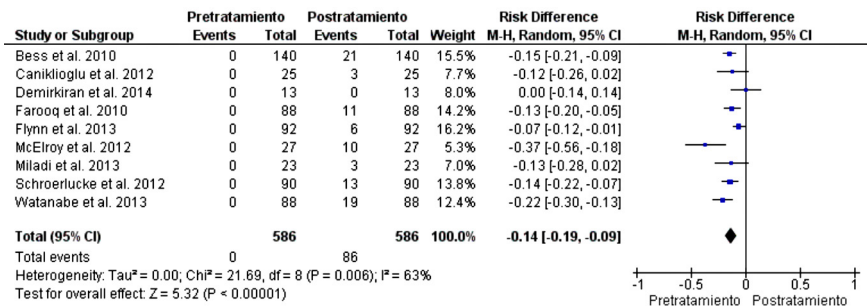 Pretratamiento Postratamiento Risk Difference Risk Difference
Study or Subgroup Events Total Events Total Weight M-H, Random, 95% CI M-H, Random, 95% CI
Bess et al. 2010 0 140 21 140 15.5% -0.15 [-0.21, -0.09]
Caniklioglu et al. 2012 0 25 3 25 7.7% -0.12 [-0.26, 0.02]
Demirkiran et al. 2014 0 13 0 13 8.0% 0.00 [-0.14, 0.14]
Farooq et al. 2010 0 88 11 88 14.2% -0.13 [-0.20, -0.05]
Flynn et al. 2013 0 92 6 92 16.2% -0.07 [-0.12, -0.01]
McElroy et al. 2012 0 27 10 27 5.3% -0.37 [-0.56, -0.18]
Miladi et al. 2013 0 23 3 23 7.0% -0.13 [-0.28, 0.02]
Schroerlucke et al. 2012 0 90 13 90 13.8% -0.14 [-0.22, -0.07]
Watanabe et al. 2013 0 88 19 88 12.4% -0.22 [-0.30, -0.13]
Total (95% CI) 586 586 100.0% -0.14 [-0.19, -0.09]
Total events 0 86
Heterogeneity: Tau² = 0.00; Chi² = 21.69, df = 8 (P = 0.006); I² = 63%
Test for overall effect: Z = 5.32 (P < 0.00001)
-1 -0.5 0 0.5 1
Pretratamiento Postratamiento